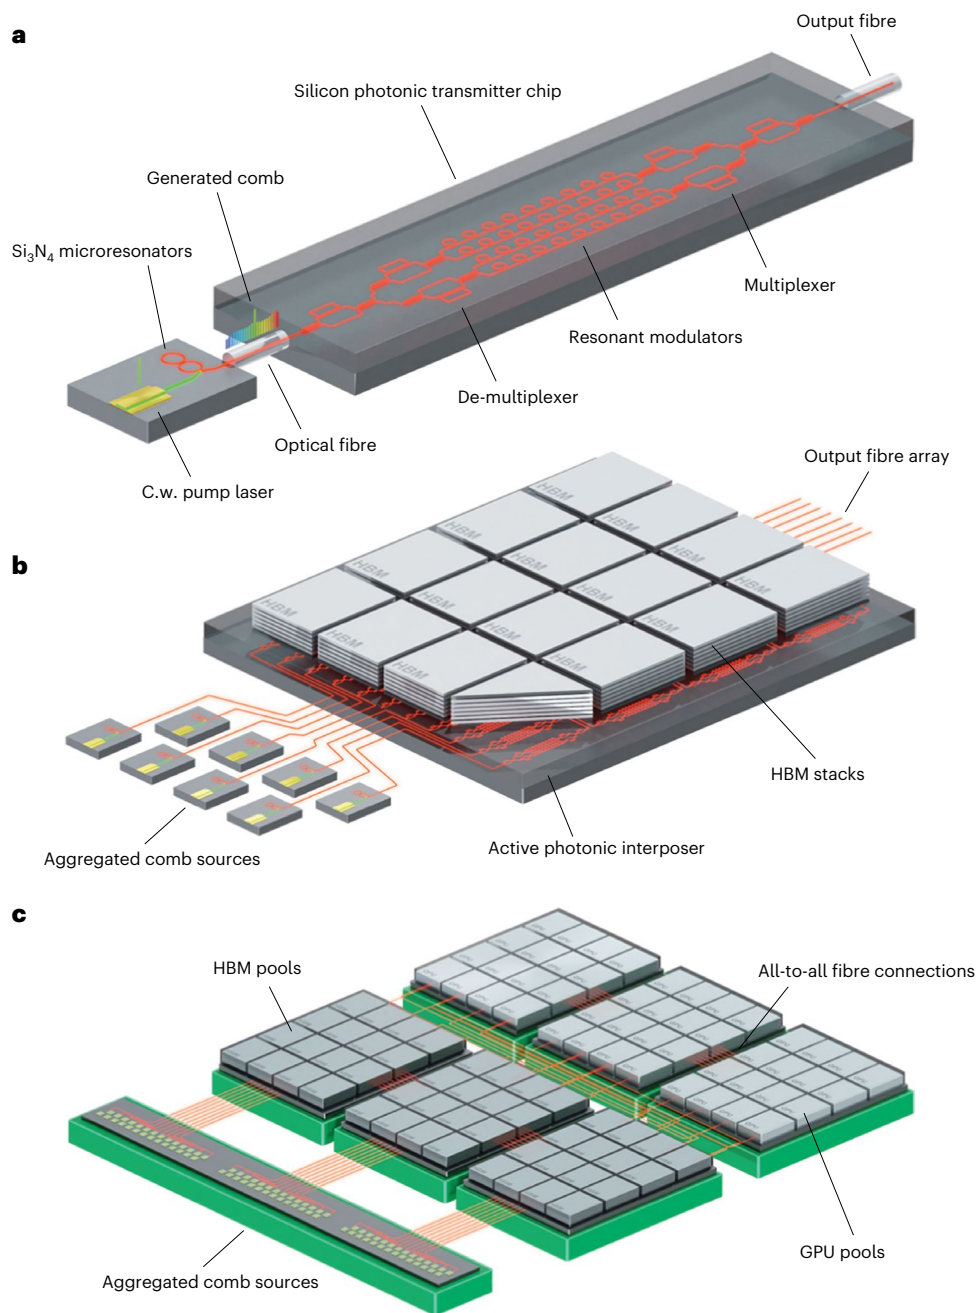 a
Output fibre
Silicon photonic transmitter chip
Generated comb
Si₃N₄ microresonators
Multiplexer
Resonant modulators
De-multiplexer
Optical fibre
C.w. pump laser
b
Output fibre array
HBM
HBM
HBM
HBM
HBM
HBM
HBM
HBM
HBM
HBM
HBM
HBM
HBM
HBM stacks
Active photonic interposer
Aggregated comb sources
c
HBM pools
All-to-all fibre connections
GPU pools
Aggregated comb sources